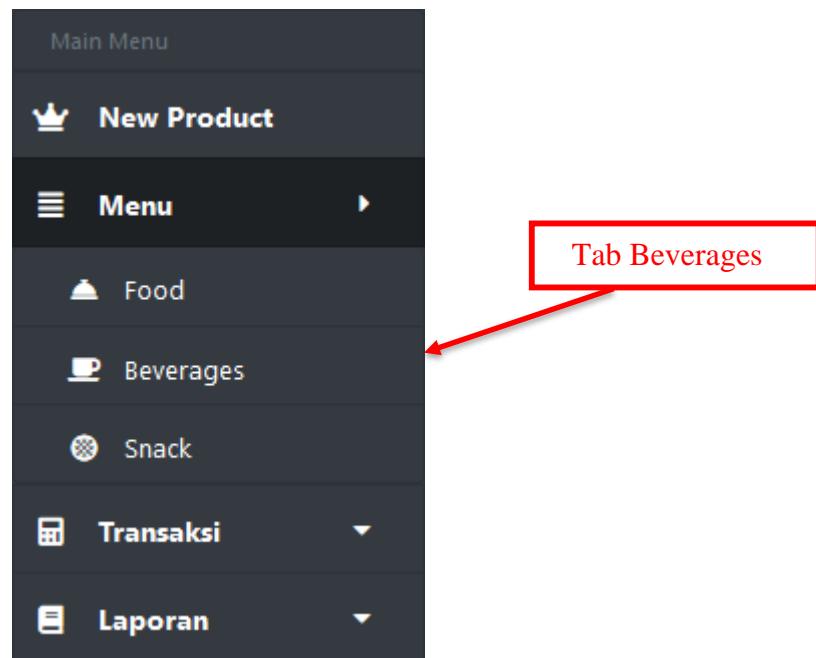 Main Menu
New Product
Menu
Tab Beverages
Food
Beverages
Snack
Transaksi
Laporan